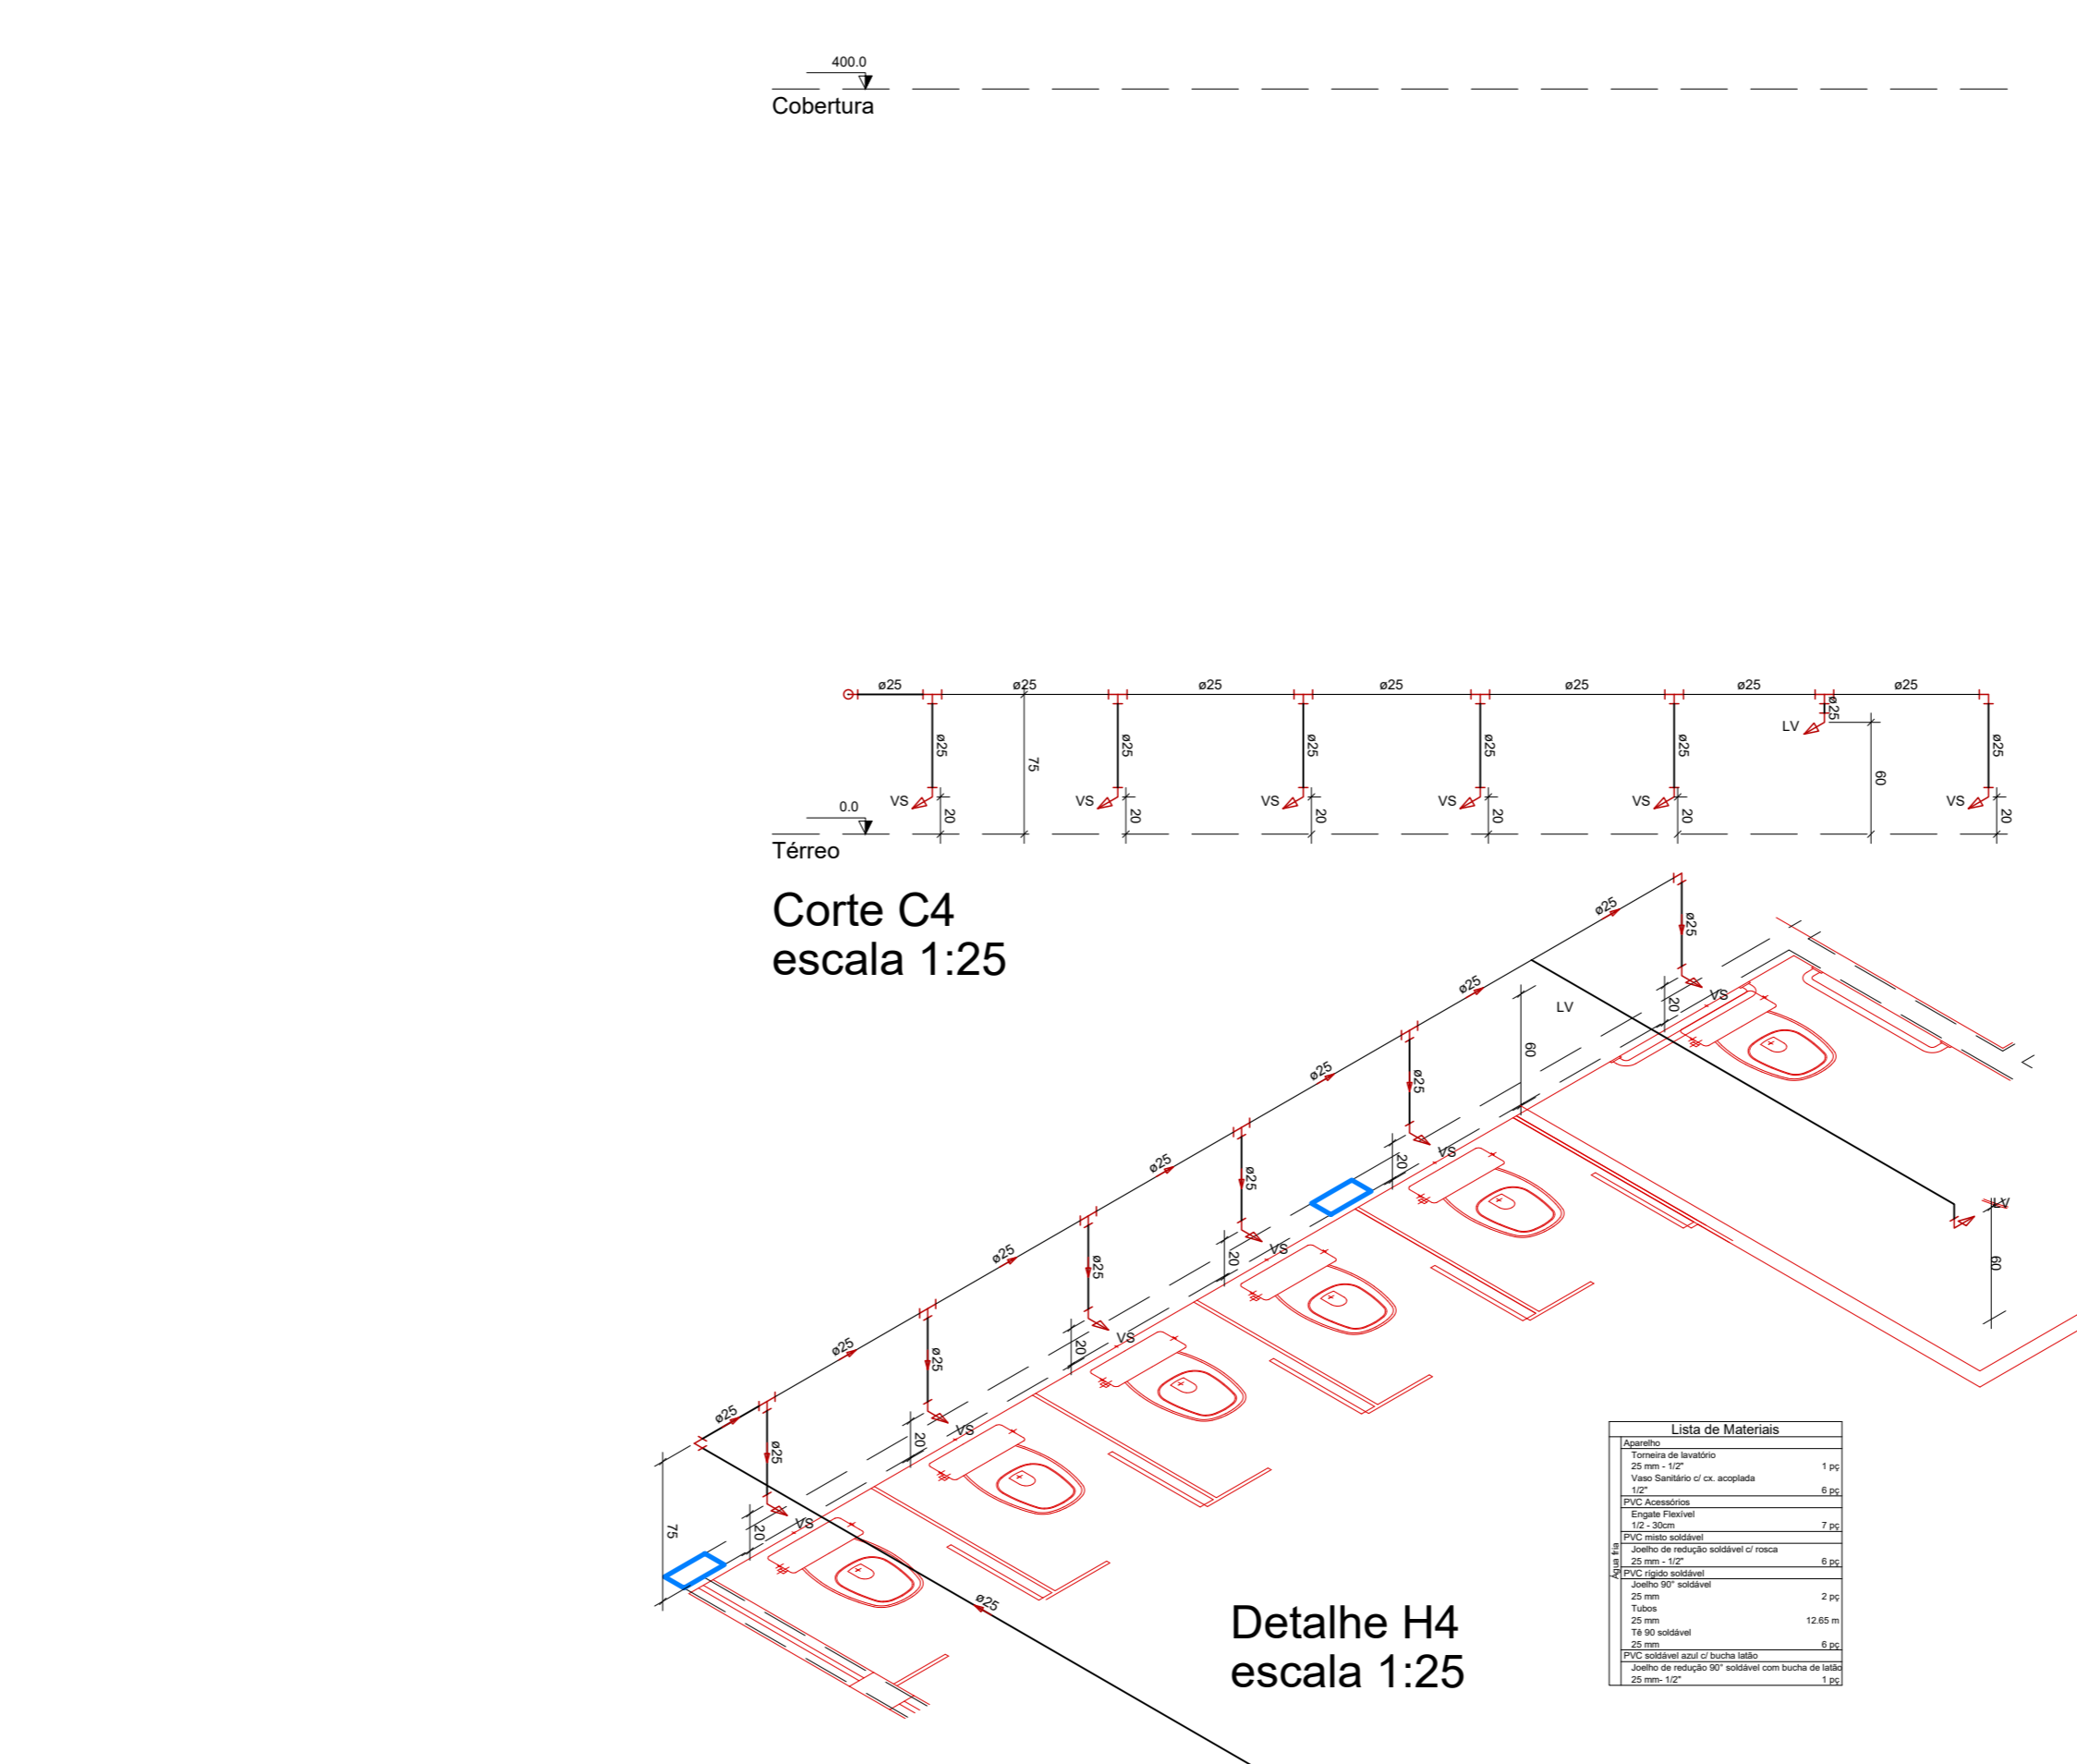 400.0
Cobertura
ø25 ø25 ø25 ø25 ø25 ø25 ø25
ø25
LV
ø25 ø25 ø25 ø25 ø25 ø25
75
60
VS VS VS VS VS VS
20 20 20 20 20 20
0.0
Térreo
Corte C4
escala 1:25
ø25
ø25
VS
20
ø25
LV
60
ø25
ø25
VS
20
ø25
ø25
VS
20
LV
60
ø25
ø25
VS
20
ø25
ø25
VS
20
ø25
ø25
VS
20
75
ø25
Detalhe H4
escala 1:25
Lista de Materiais
Água fria
Aparelho
Torneira de lavatório
25 mm - 1/2" 1 pç
Vaso Sanitário c/ cx. acoplada
1/2" 6 pç
PVC Acessórios
Engate Flexível
1/2 - 30cm 7 pç
PVC misto soldável
Joelho de redução soldável c/ rosca
25 mm - 1/2" 6 pç
PVC rígido soldável
Joelho 90° soldável
25 mm 2 pç
Tubos
25 mm 12.65 m
Tê 90 soldável
25 mm 6 pç
PVC soldável azul c/ bucha latão
Joelho de redução 90° soldável com bucha de latão
25 mm- 1/2" 1 pç